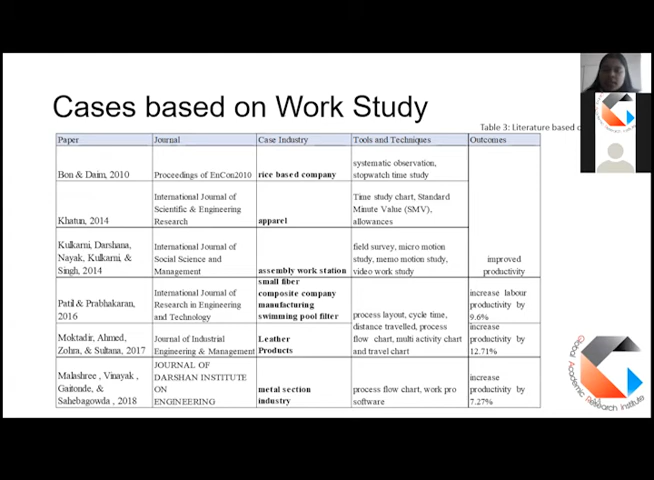 Cases based on Work Study
Table 3: Literature based o
Paper
Journal
Case Industry
Tools and Techniques
Outcomes
Bon & Daim, 2010
Proceedings of EnCon2010
rice based company
systematic observation,
stopwatch time study
Khatun, 2014
International Journal of
Scientific & Engineering
Research
apparel
Time study chart, Standard
Minute Value (SMV),
allowances
Kulkarni, Darshana,
Nayak, Kulkarni, &
Singh, 2014
International Journal of
Social Science and
Management
assembly work station
field survey, micro motion
study, memo motion study,
video work study
improved
productivity
Patil & Prabhakaran,
2016
International Journal of
Research in Engineering
and Technology
small fiber
composite company
manufacturing
swimming pool filter
process layout, cycle time,
distance travelled, process
flow chart, multi activity chart
and travel chart
increase labour
productivity by
9.6%
Moktadir, Ahmed,
Zohra, & Sultana, 2017
Journal of Industrial
Engineering & Management
Leather
Products
increase
productivity by
12.71%
Malashree , Vinayak ,
Gaitonde, &
Sahebagowda , 2018
JOURNAL OF
DARSHAN INSTITUTE
ON
ENGINEERING
metal section
industry
process flow chart, work pro
software
increase
productivity by
7.27%
Global Academic Research Institute